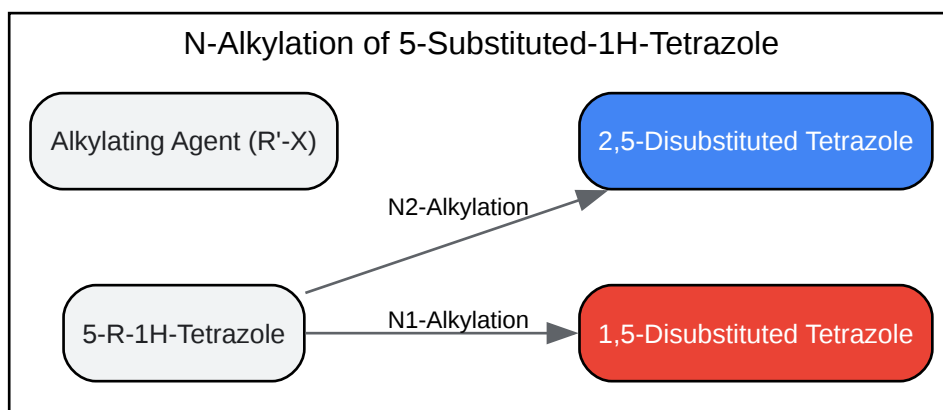 N-Alkylation of 5-Substituted-1H-Tetrazole
Alkylating Agent (R'-X)
2,5-Disubstituted Tetrazole
N2-Alkylation
5-R-1H-Tetrazole
N1-Alkylation
1,5-Disubstituted Tetrazole